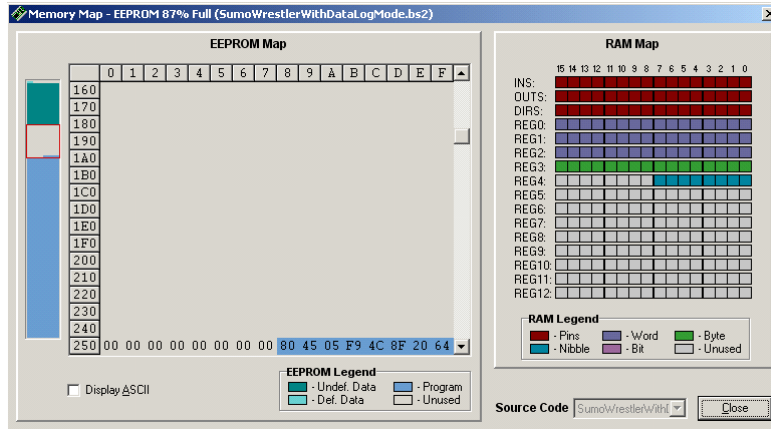 Memory Map - EEPROM 87% Full (SumoWrestlerWithDataLogMode.bs2)
EEPROM Map
0 1 2 3 4 5 6 7 8 9 A B C D E F
160
170
180
190
1A0
1B0
1C0
1D0
1E0
1F0
200
210
220
230
240
250 00 00 00 00 00 00 00 00 80 45 05 F9 4C 8F 20 64
Display ASCII
EEPROM Legend
- Undef. Data - Program
- Def. Data - Unused
RAM Map
15 14 13 12 11 10 9 8 7 6 5 4 3 2 1 0
INS:
OUTS:
DIRS:
REG0:
REG1:
REG2:
REG3:
REG4:
REG5:
REG6:
REG7:
REG8:
REG9:
REG10:
REG11:
REG12:
RAM Legend
- Pins - Word - Byte
- Nibble - Bit - Unused
Source Code SumoWrestlerWith Close